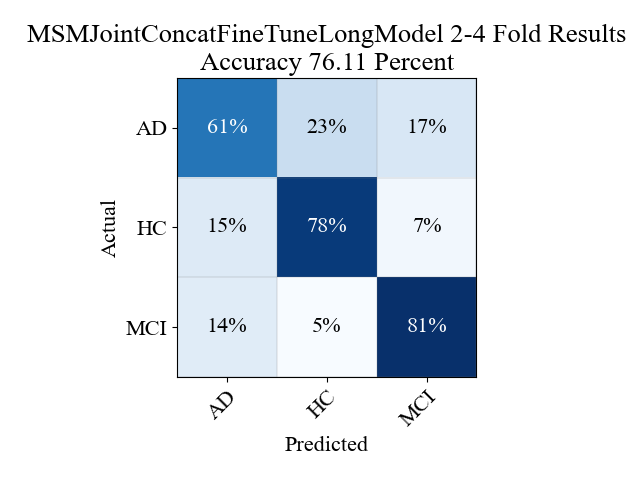 MSMJointConcatFineTuneLongModel 2-4 Fold Results
Accuracy 76.11 Percent
AD 61% 23% 17%
HC 15% 78% 7%
MCI 14% 5% 81%
Actual
AD HC MCI
Predicted